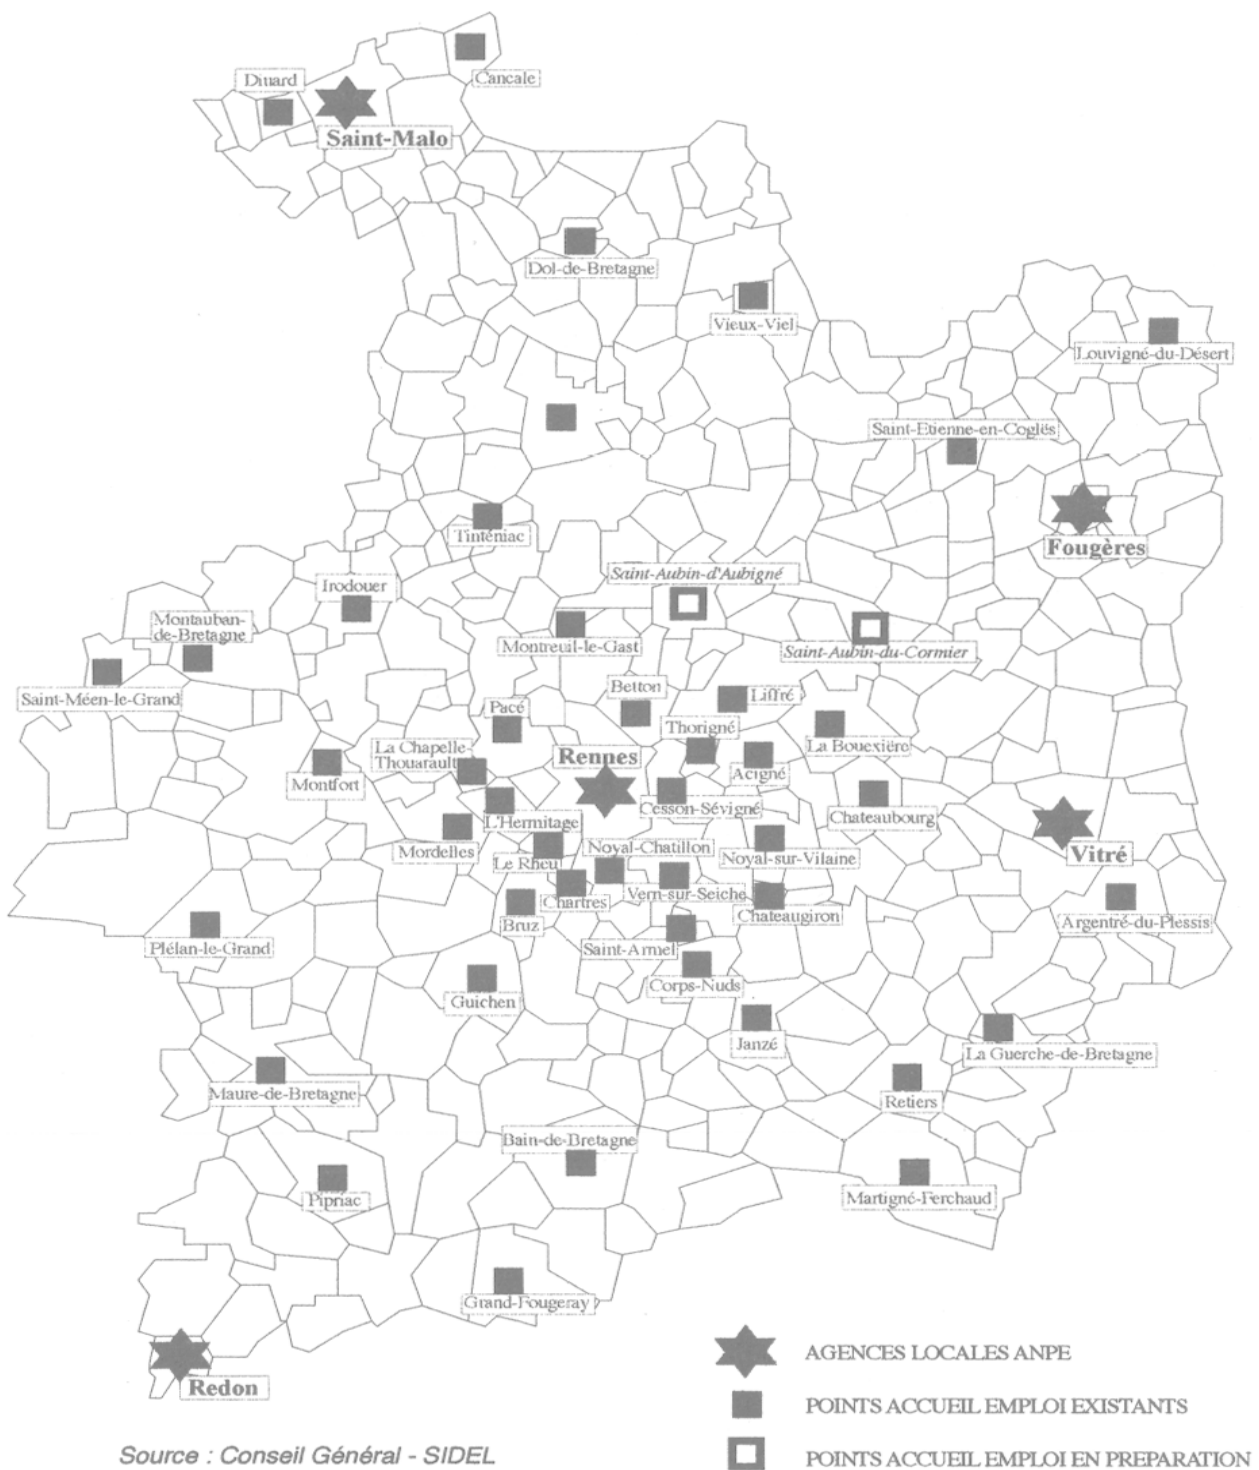 Cancale
Dinard
Saint-Malo
Dol-de-Bretagne
Vieux-Viel
Louvigné-du-Désert
Saint-Etienne-en-Coglès
Tinténiac
Fougères
Saint-Aubin-d'Aubigné
Irodouer
Montauban-
de-Bretagne
Montreuil-le-Gast
Saint-Aubin-du-Cormier
Saint-Méen-le-Grand
Betton
Liffré
Pacé
Thorigné
La Bouexière
La Chapelle-
Thouarault
Rennes
Acigné
Montfort
Cesson-Sévigné
Chateaubourg
L'Hermitage
Mordelles
Noyal-Chatillon
Noyal-sur-Vilaine
Vitré
Le Rheu
Vern-sur-Seiche
Chartres
Chateaugiron
Bruz
Argentré-du-Plessis
Plélan-le-Grand
Saint-Armel
Corps-Nuds
Guichen
Janzé
La Guerche-de-Bretagne
Maure-de-Bretagne
Retiers
Bain-de-Bretagne
Pipriac
Martigné-Ferchaud
Grand-Fougeray
Redon
AGENCES LOCALES ANPE
POINTS ACCUEIL EMPLOI EXISTANTS
POINTS ACCUEIL EMPLOI EN PREPARATION
Source : Conseil Général - SIDEL